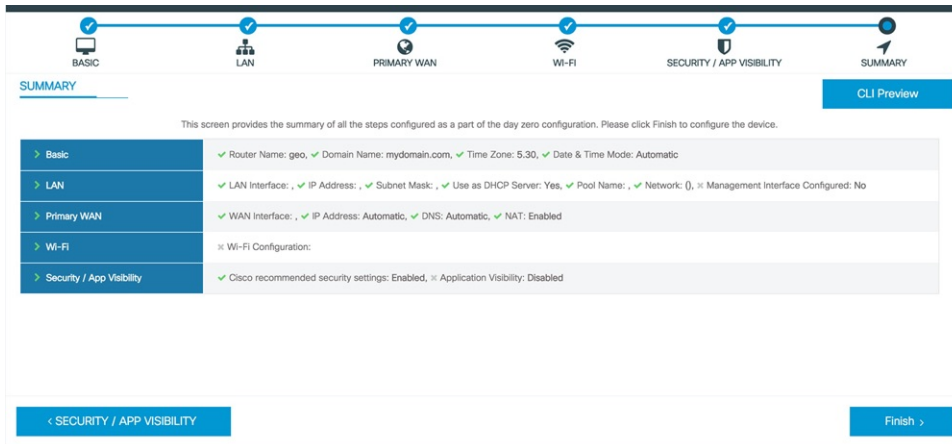 BASIC
LAN
PRIMARY WAN
WI-FI
SECURITY / APP VISIBILITY
SUMMARY
SUMMARY
CLI Preview
This screen provides the summary of all the steps configured as a part of the day zero configuration. Please click Finish to configure the device.
Basic
Router Name: geo, Domain Name: mydomain.com, Time Zone: 5.30, Date & Time Mode: Automatic
LAN
LAN Interface: , IP Address: , Subnet Mask: , Use as DHCP Server: Yes, Pool Name: , Network: (), Management Interface Configured: No
Primary WAN
WAN Interface: , IP Address: Automatic, DNS: Automatic, NAT: Enabled
Wi-Fi
Wi-Fi Configuration:
Security / App Visibility
Cisco recommended security settings: Enabled, Application Visibility: Disabled
< SECURITY / APP VISIBILITY
Finish >